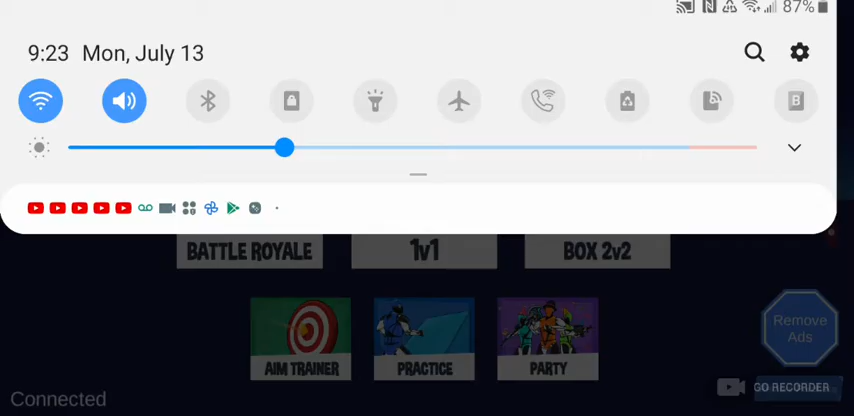 87%
9:23 Mon, July 13
B
BATTLE ROYALE
1v1
BOX 2v2
AIM TRAINER
PRACTICE
PARTY
Remove
Ads
Connected
GO RECORDER